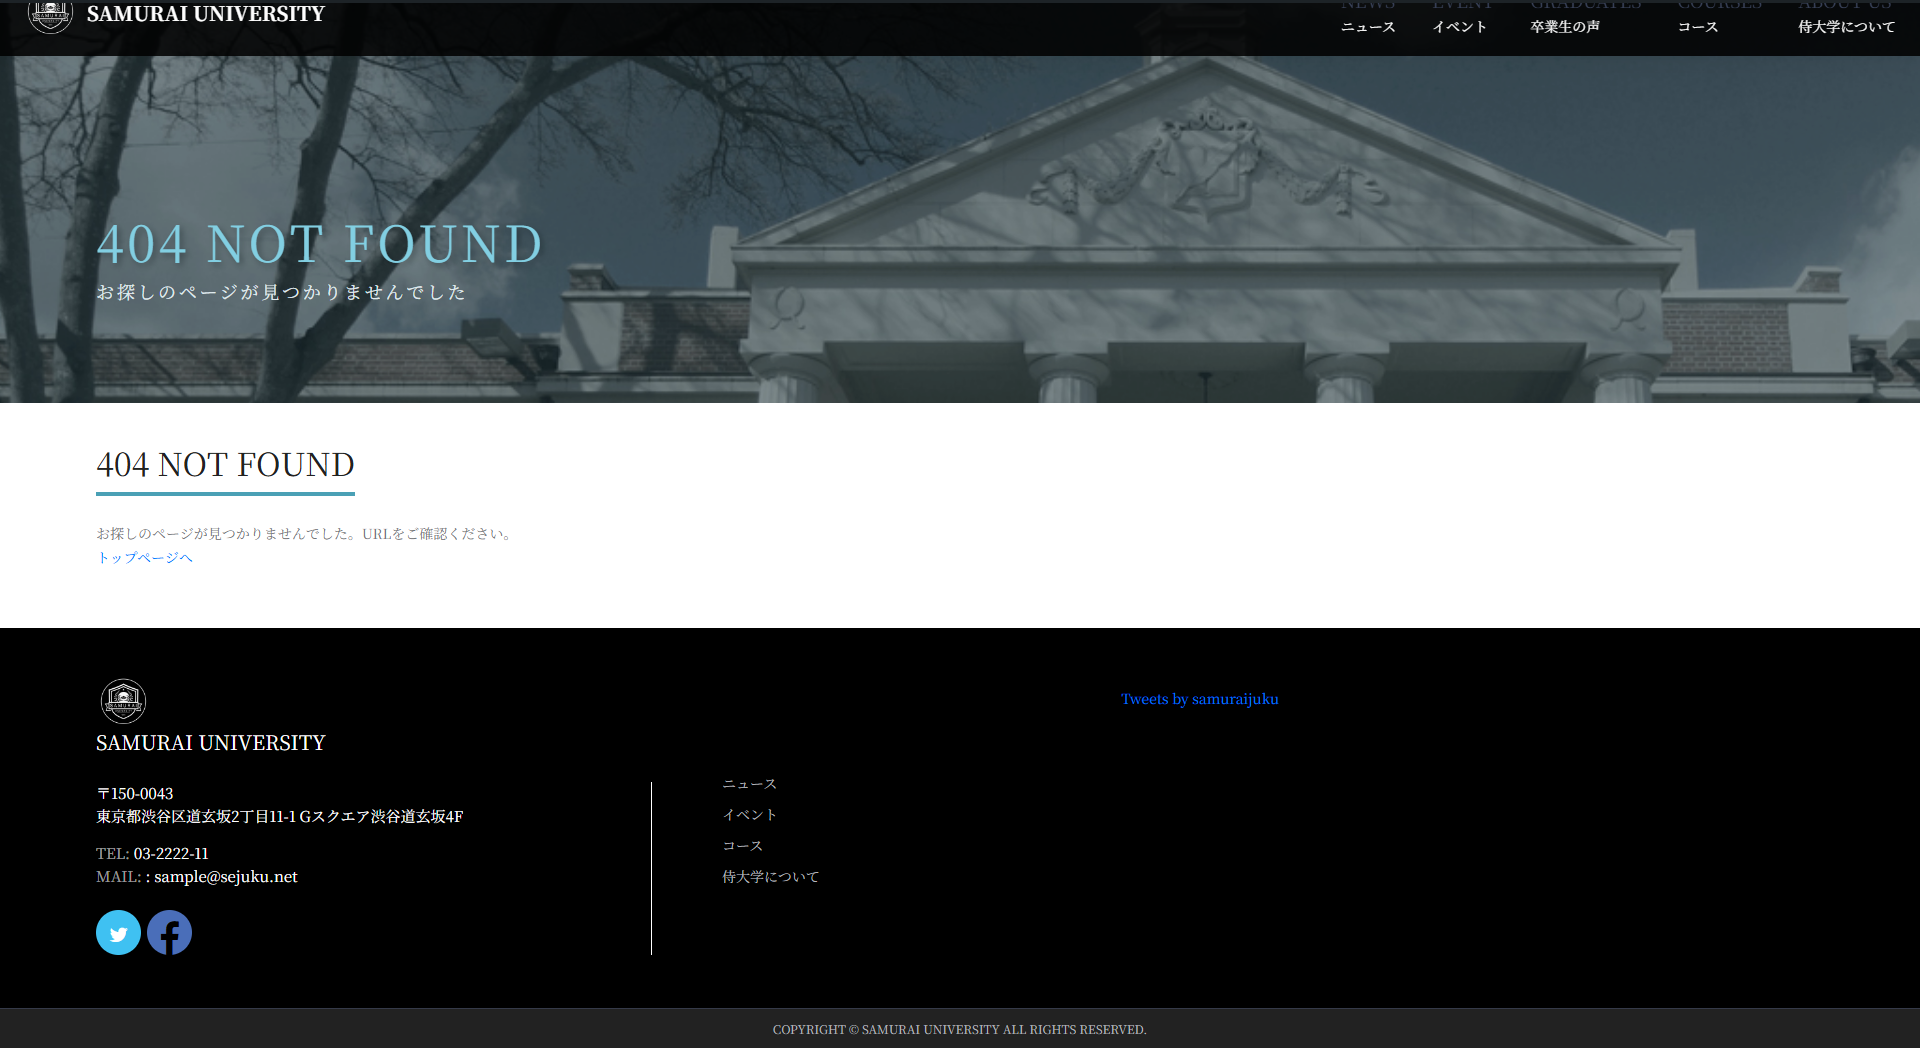 SAMURAI UNIVERSITY
NEWS EVENT GRADUATES COURSES ABOUT US
ニュース イベント 卒業生の声 コース 侍大学について
404 NOT FOUND
お探しのページが見つかりませんでした
404 NOT FOUND
お探しのページが見つかりませんでした。URLをご確認ください。
トップページへ
SAMURAI
SAMURAI UNIVERSITY
〒150-0043
東京都渋谷区道玄坂2丁目11-1 Gスクエア渋谷道玄坂4F
TEL: 03-2222-11
MAIL: : sample@sejuku.net
ニュース
イベント
コース
侍大学について
Tweets by samuraijuku
COPYRIGHT © SAMURAI UNIVERSITY ALL RIGHTS RESERVED.